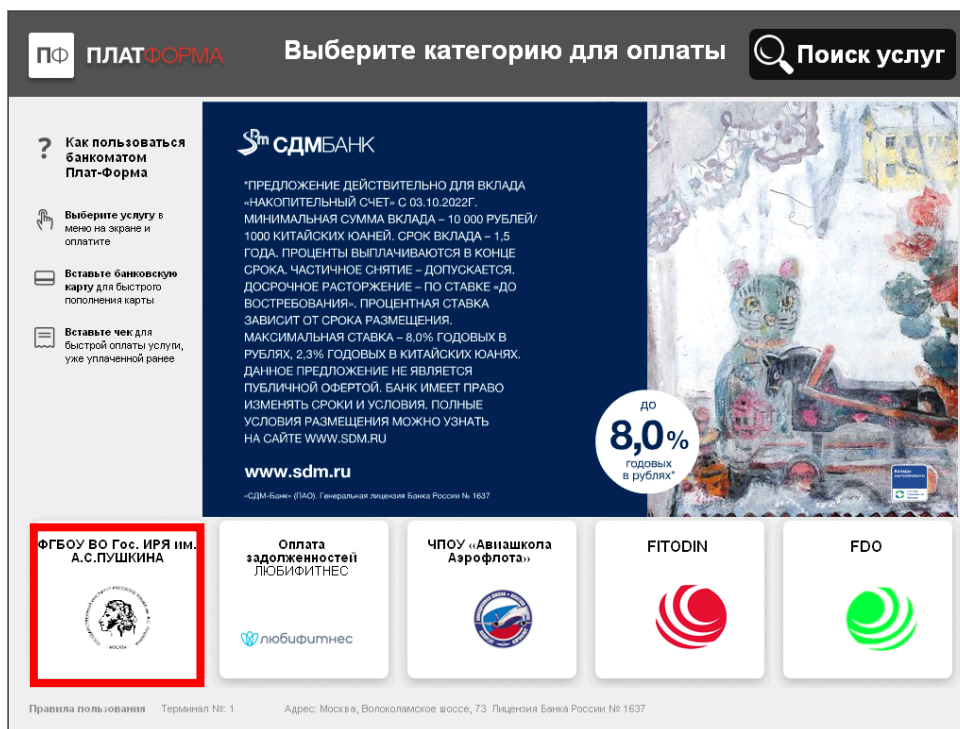 ПФ ПЛАТФОРМА
Выберите категорию для оплаты
Поиск услуг
? Как пользоваться
банкоматом
Плат-Форма
Выберите услугу в
меню на экране и
оплатите
Вставьте банковскую
карту для быстрого
пополнения карты
Вставьте чек для
быстрой оплаты услуги,
уже уплаченной ранее
СДМБАНК
*ПРЕДЛОЖЕНИЕ ДЕЙСТВИТЕЛЬНО ДЛЯ ВКЛАДА
«НАКОПИТЕЛЬНЫЙ СЧЕТ» С 03.10.2022Г.
МИНИМАЛЬНАЯ СУММА ВКЛАДА – 10 000 РУБЛЕЙ/
1000 КИТАЙСКИХ ЮАНЕЙ. СРОК ВКЛАДА – 1,5
ГОДА. ПРОЦЕНТЫ ВЫПЛАЧИВАЮТСЯ В КОНЦЕ
СРОКА. ЧАСТИЧНОЕ СНЯТИЕ – ДОПУСКАЕТСЯ.
ДОСРОЧНОЕ РАСТОРЖЕНИЕ – ПО СТАВКЕ «ДО
ВОСТРЕБОВАНИЯ». ПРОЦЕНТНАЯ СТАВКА
ЗАВИСИТ ОТ СРОКА РАЗМЕЩЕНИЯ.
МАКСИМАЛЬНАЯ СТАВКА – 8,0% ГОДОВЫХ В
РУБЛЯХ, 2,3% ГОДОВЫХ В КИТАЙСКИХ ЮАНЯХ.
ДАННОЕ ПРЕДЛОЖЕНИЕ НЕ ЯВЛЯЕТСЯ
ПУБЛИЧНОЙ ОФЕРТОЙ. БАНК ИМЕЕТ ПРАВО
ИЗМЕНЯТЬ СРОКИ И УСЛОВИЯ. ПОЛНЫЕ
УСЛОВИЯ РАЗМЕЩЕНИЯ МОЖНО УЗНАТЬ
НА САЙТЕ WWW.SDM.RU
www.sdm.ru
«СДМ-Банк» (ПАО). Генеральная лицензия Банка России № 1637
до
8,0%
годовых
в рублях*
ФГБОУ ВО Гос. ИРЯ им.
А.С.ПУШКИНА
Оплата
задолженностей
ЛЮБИФИТНЕС
любифитнес
ЧПОУ «Авиашкола
Аэрофлота»
FITODIN
FDO
Правила пользования Терминал №: 1 Адрес: Москва, Волоколамское шоссе, 73 Лицензия Банка России № 1637